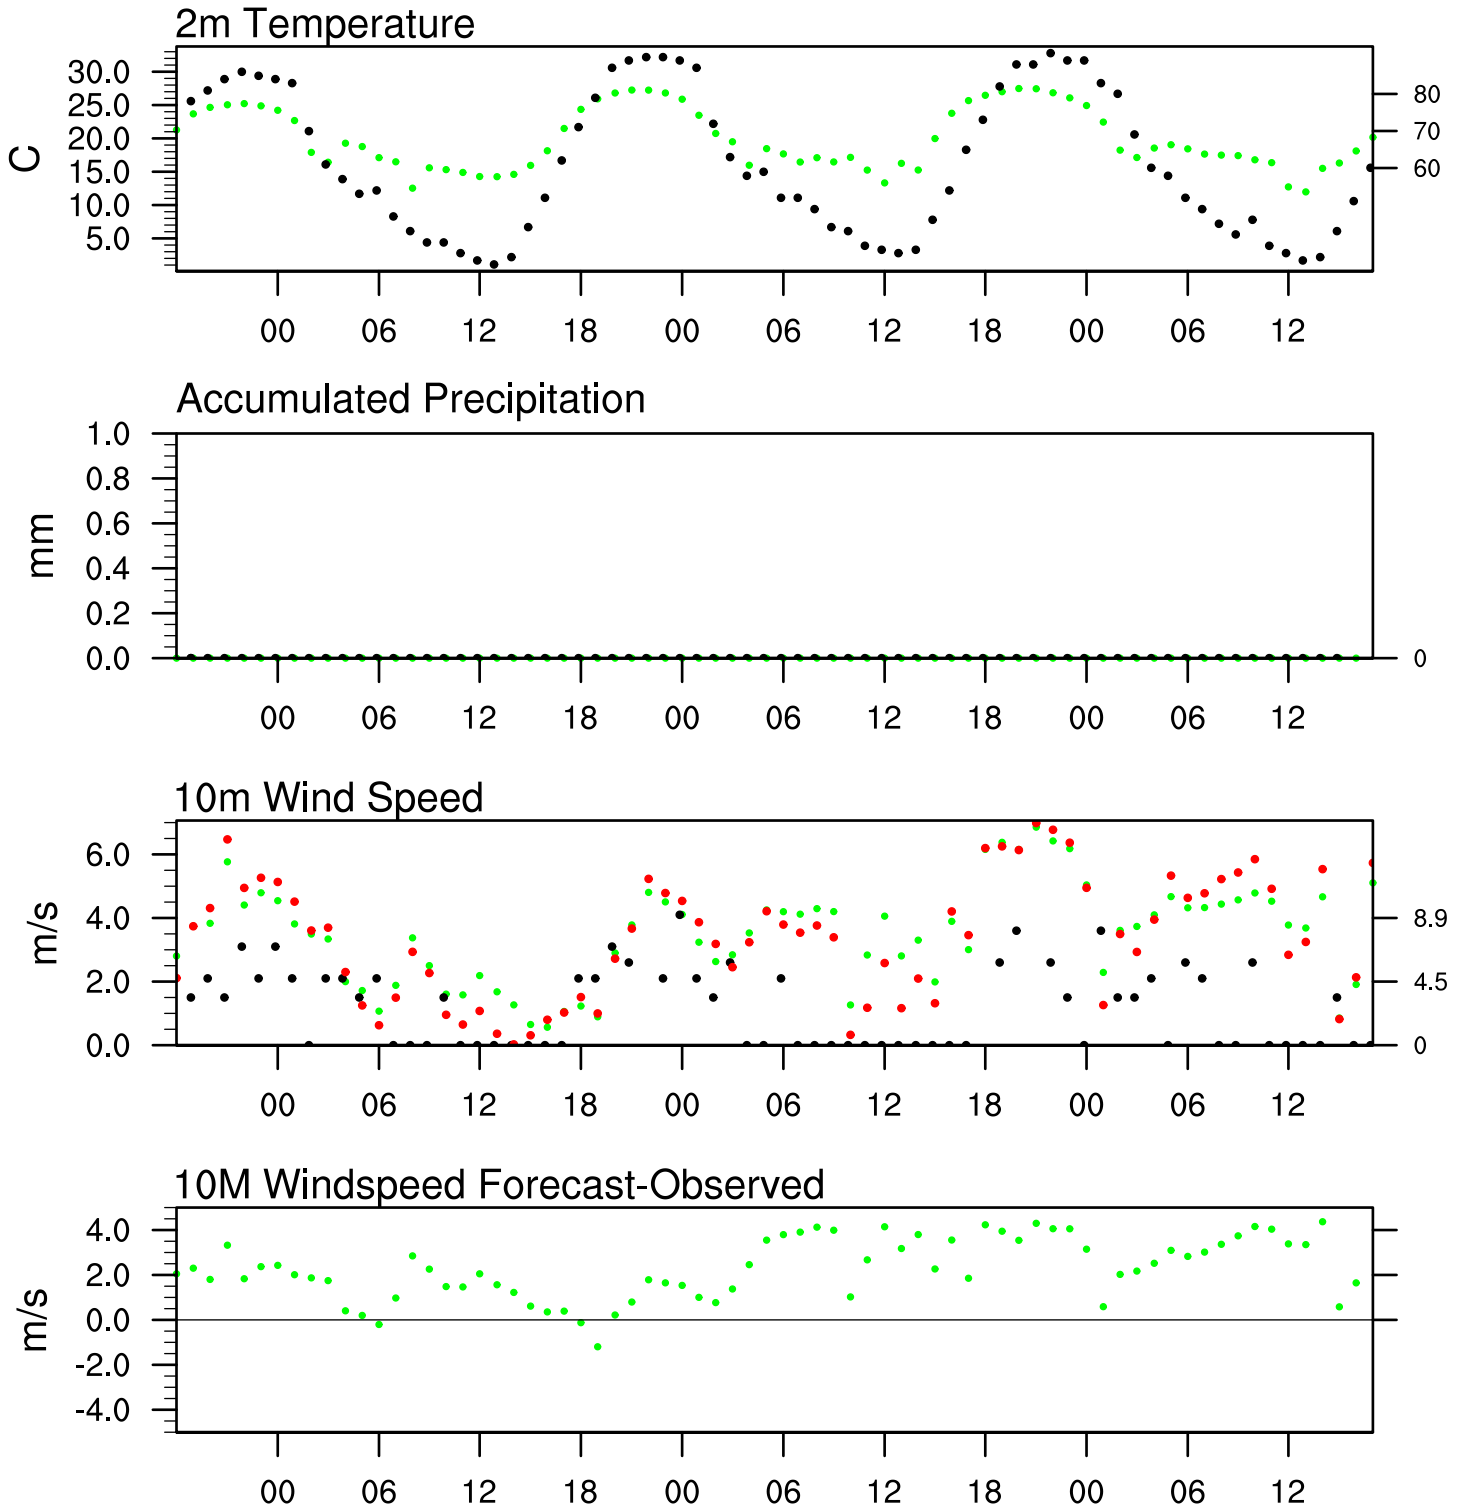 2m Temperature
C
30.0
25.0
20.0
15.0
10.0
5.0
80
70
60
00 06 12 18 00 06 12 18 00 06 12
Accumulated Precipitation
mm
1.0
0.8
0.6
0.4
0.2
0.0
0
00 06 12 18 00 06 12 18 00 06 12
10m Wind Speed
m/s
6.0
4.0
2.0
0.0
8.9
4.5
0
00 06 12 18 00 06 12 18 00 06 12
10M Windspeed Forecast-Observed
m/s
4.0
2.0
0.0
-2.0
-4.0
00 06 12 18 00 06 12 18 00 06 12